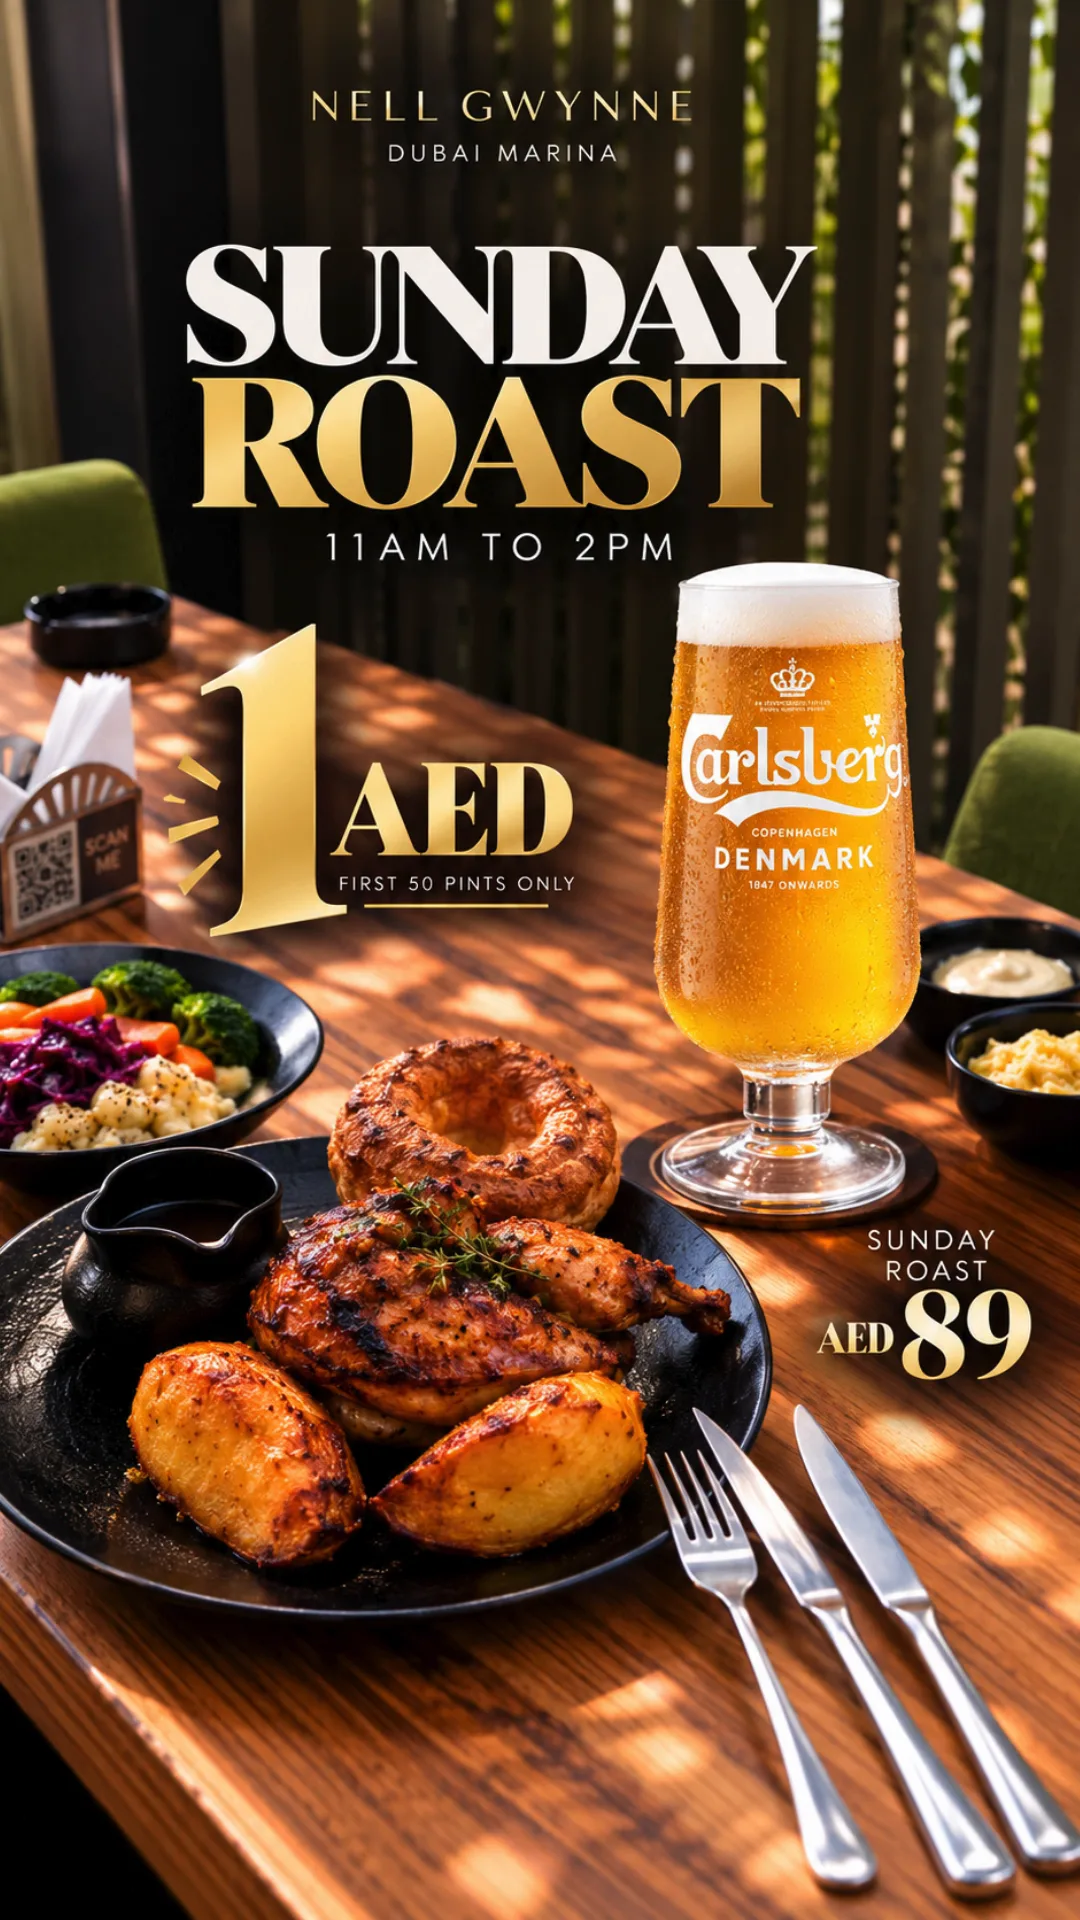 NELL GWYNNE
DUBAI MARINA
SUNDAY
ROAST
11AM TO 2PM
1 AED
FIRST 50 PINTS ONLY
Carlsberg
COPENHAGEN
DENMARK
1847 ONWARDS
SCAN
ME
SUNDAY
ROAST
AED 89